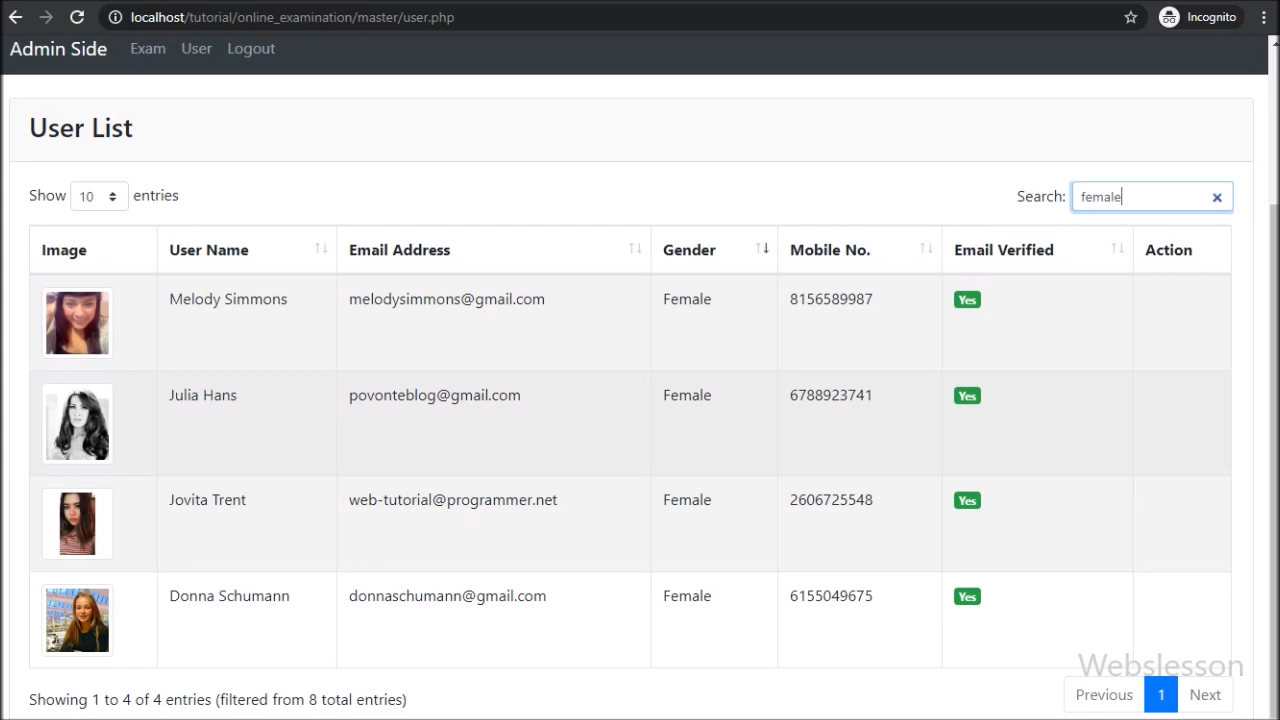 localhost/tutorial/online_examination/master/user.php
Incognito
Admin Side Exam User Logout
User List
Show 10 entries
Search: female
Image User Name Email Address Gender Mobile No. Email Verified Action
Melody Simmons melodysimmons@gmail.com Female 8156589987 Yes
Julia Hans povonteblog@gmail.com Female 6788923741 Yes
Jovita Trent web-tutorial@programmer.net Female 2606725548 Yes
Donna Schumann donnaschumann@gmail.com Female 6155049675 Yes
Webslesson
Showing 1 to 4 of 4 entries (filtered from 8 total entries)
Previous 1 Next